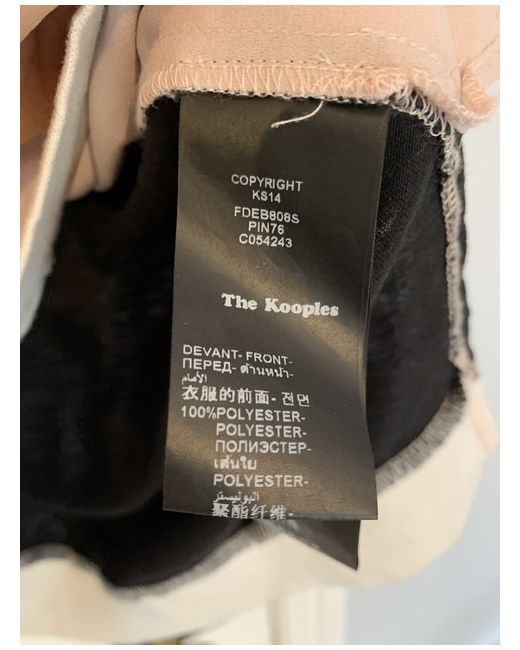 COPYRIGHT
KS14
FDEB808S
PIN76
C054243
The Kooples
DEVANT- FRONT-
ПЕРЕД- ด้านหน้า-
الأمام
衣服的前面- 전면
100%POLYESTER-
POLYESTER-
ПОЛИЭСТЕР-
เส้นใย
POLYESTER-
البوليستر
聚酯纤维-